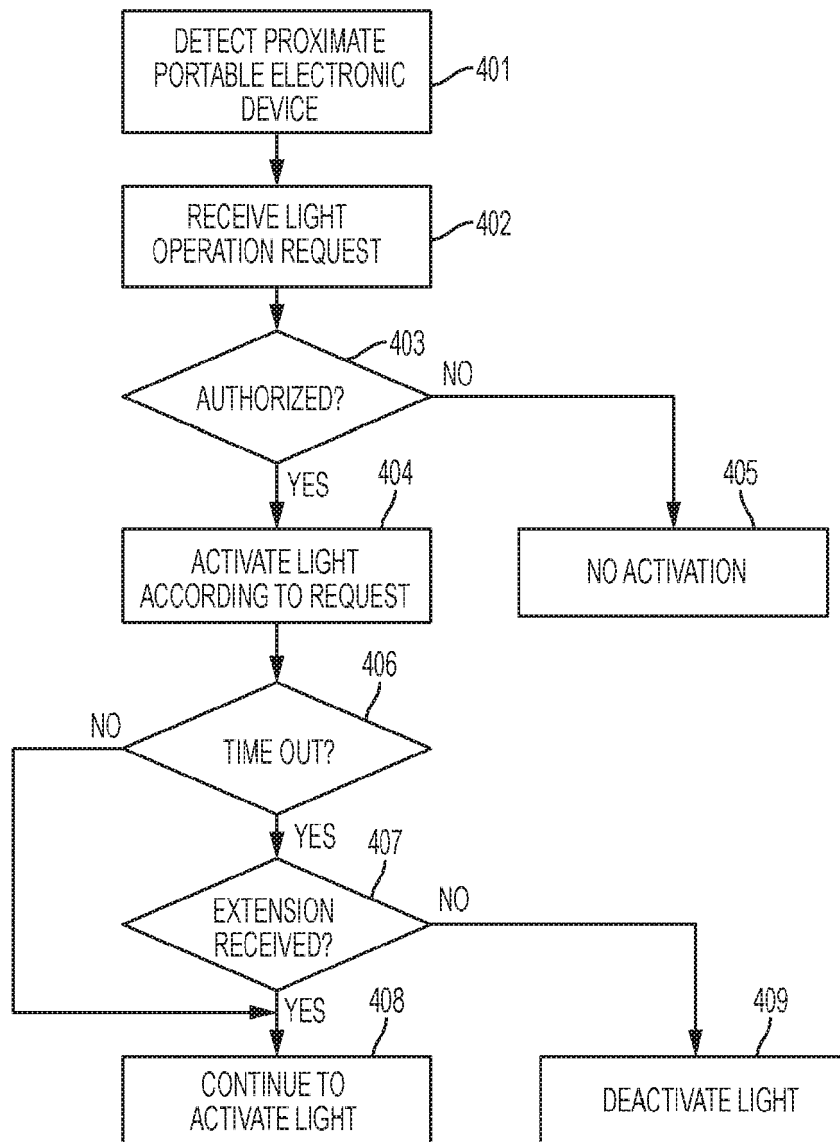 DETECT PROXIMATE
PORTABLE ELECTRONIC
DEVICE
401
RECEIVE LIGHT
OPERATION REQUEST
402
403
AUTHORIZED?
NO
YES
404
405
ACTIVATE LIGHT
ACCORDING TO REQUEST
NO ACTIVATION
406
NO
TIME OUT?
YES
407
EXTENSION
RECEIVED?
NO
YES
408
409
CONTINUE TO
ACTIVATE LIGHT
DEACTIVATE LIGHT